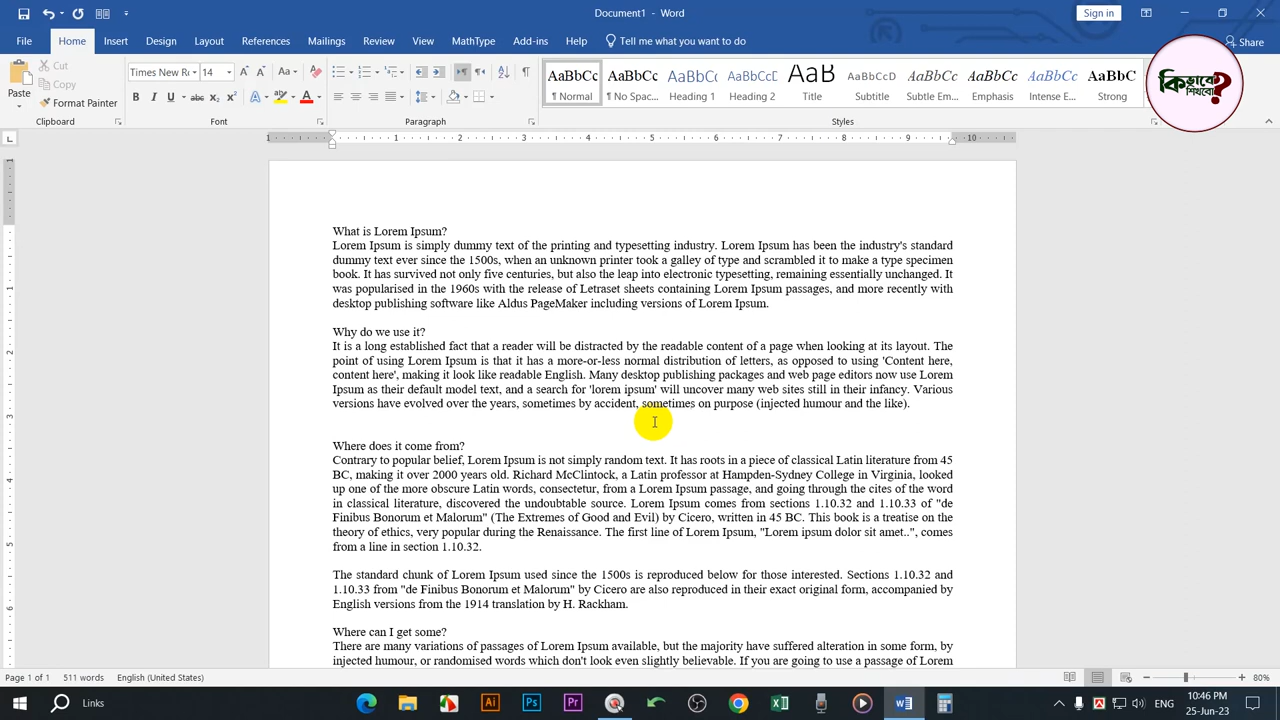 Document1 - Word
Sign in
File Home Insert Design Layout References Mailings Review View MathType Add-ins Help Tell me what you want to do Share
Paste
Cut
Copy
Format Painter
Clipboard
Times New R 14
Font
Paragraph
AaBbCc AaBbCc AaBbCc AaBbCcD AaB AaBbCcD AaBbCc AaBbCc AaBbCc AaBbC
¶ Normal ¶ No Spac... Heading 1 Heading 2 Title Subtitle Subtle Em... Emphasis Intense E... Strong
Styles
কিভাবে শিখবো?
What is Lorem Ipsum?
Lorem Ipsum is simply dummy text of the printing and typesetting industry. Lorem Ipsum has been the industry's standard
dummy text ever since the 1500s, when an unknown printer took a galley of type and scrambled it to make a type specimen
book. It has survived not only five centuries, but also the leap into electronic typesetting, remaining essentially unchanged. It
was popularised in the 1960s with the release of Letraset sheets containing Lorem Ipsum passages, and more recently with
desktop publishing software like Aldus PageMaker including versions of Lorem Ipsum.
Why do we use it?
It is a long established fact that a reader will be distracted by the readable content of a page when looking at its layout. The
point of using Lorem Ipsum is that it has a more-or-less normal distribution of letters, as opposed to using 'Content here,
content here', making it look like readable English. Many desktop publishing packages and web page editors now use Lorem
Ipsum as their default model text, and a search for 'lorem ipsum' will uncover many web sites still in their infancy. Various
versions have evolved over the years, sometimes by accident, sometimes on purpose (injected humour and the like).
Where does it come from?
Contrary to popular belief, Lorem Ipsum is not simply random text. It has roots in a piece of classical Latin literature from 45
BC, making it over 2000 years old. Richard McClintock, a Latin professor at Hampden-Sydney College in Virginia, looked
up one of the more obscure Latin words, consectetur, from a Lorem Ipsum passage, and going through the cites of the word
in classical literature, discovered the undoubtable source. Lorem Ipsum comes from sections 1.10.32 and 1.10.33 of "de
Finibus Bonorum et Malorum" (The Extremes of Good and Evil) by Cicero, written in 45 BC. This book is a treatise on the
theory of ethics, very popular during the Renaissance. The first line of Lorem Ipsum, "Lorem ipsum dolor sit amet..", comes
from a line in section 1.10.32.
The standard chunk of Lorem Ipsum used since the 1500s is reproduced below for those interested. Sections 1.10.32 and
1.10.33 from "de Finibus Bonorum et Malorum" by Cicero are also reproduced in their exact original form, accompanied by
English versions from the 1914 translation by H. Rackham.
Where can I get some?
There are many variations of passages of Lorem Ipsum available, but the majority have suffered alteration in some form, by
injected humour, or randomised words which don't look even slightly believable. If you are going to use a passage of Lorem
Page 1 of 1 511 words English (United States) 80%
Links
ENG
10:46 PM
25-Jun-23